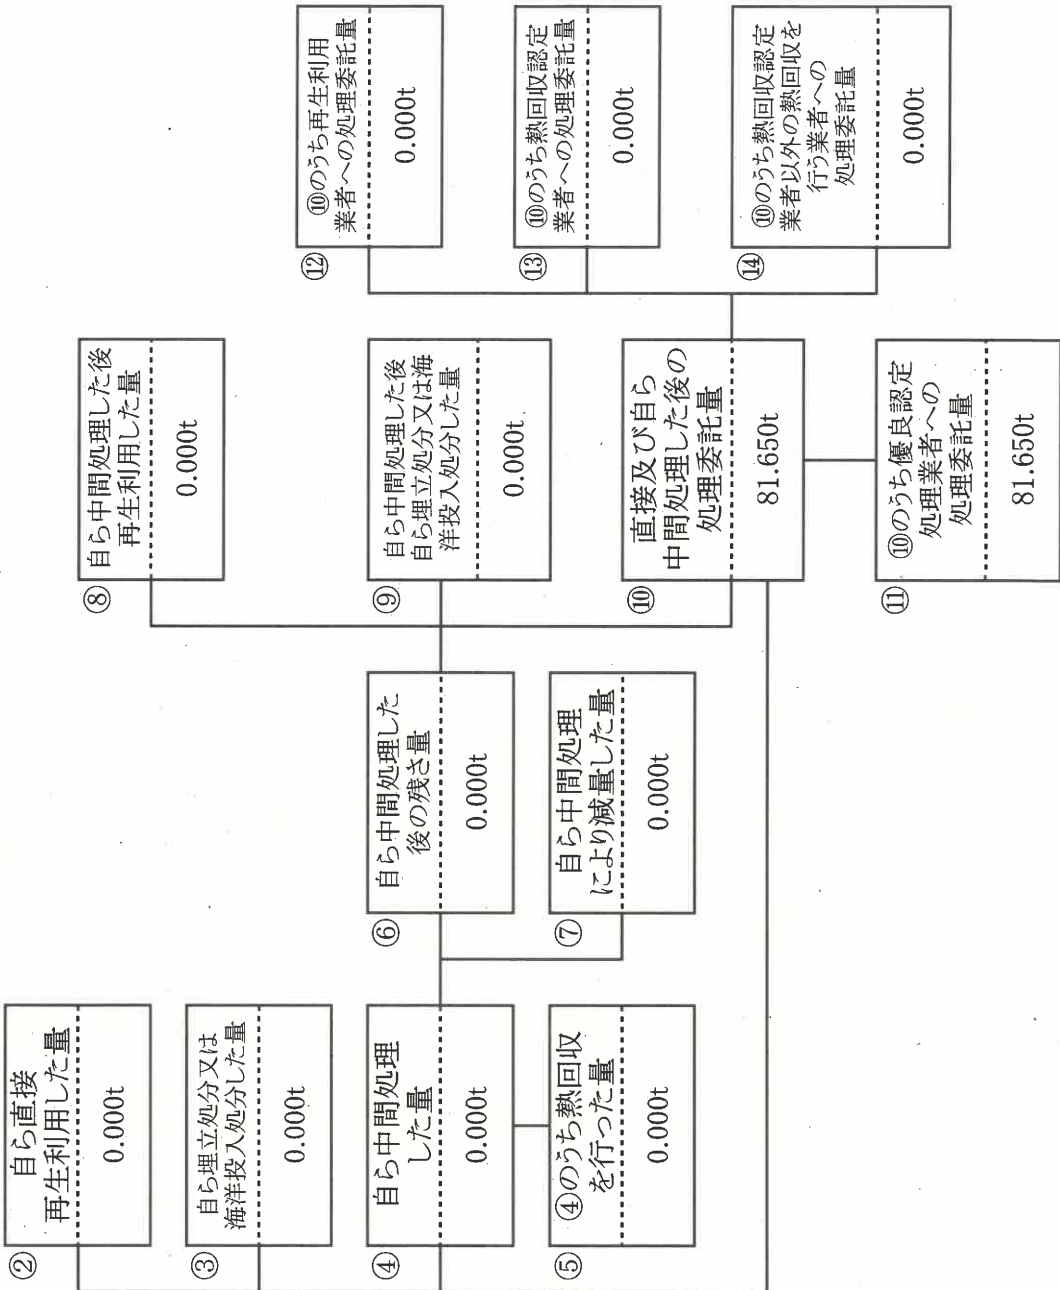 ②
自ら直接
再生利用した量
0.000t
③
自ら埋立処分又は
海洋投入処分した量
0.000t
④
自ら中間処理
した量
0.000t
⑤
④のうち熱回収
を行った量
0.000t
⑥
自ら中間処理した
後の残さ量
0.000t
⑦
自ら中間処理
により減量した量
0.000t
⑧
自ら中間処理した後
再生利用した量
0.000t
⑨
自ら中間処理した後
自ら埋立処分又は海
洋投入処分した量
0.000t
⑩
直接及び自ら
中間処理した後の
処理委託量
81.650t
⑪
⑩のうち優良認定
処理業者への
処理委託量
81.650t
⑫
⑩のうち再生利用
業者への処理委託量
0.000t
⑬
⑩のうち熱回収認定
業者への処理委託量
0.000t
⑭
⑩のうち熱回収認定
業者以外の熱回収を
行う業者への
処理委託量
0.000t